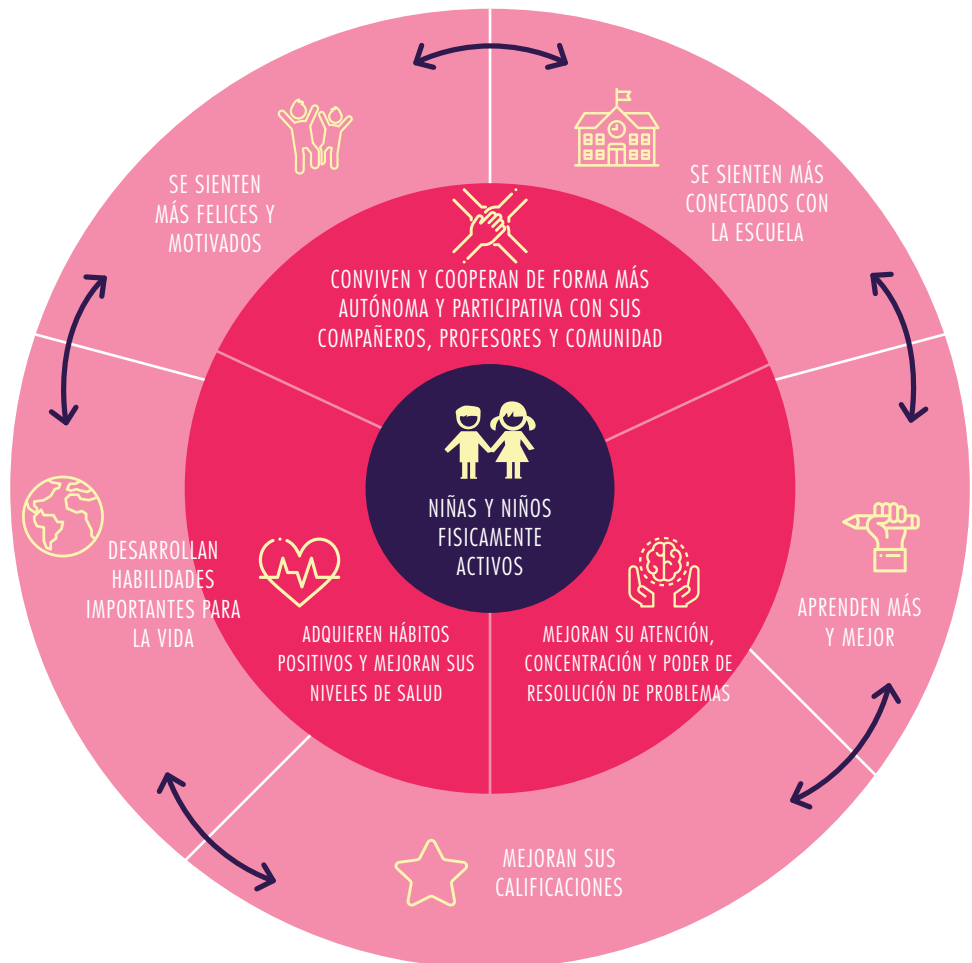 SE SIENTEN
MÁS FELICES Y
MOTIVADOS
SE SIENTEN MÁS
CONECTADOS CON
LA ESCUELA
CONVIVEN Y COOPERAN DE FORMA MÁS
AUTÓNOMA Y PARTICIPATIVA CON SUS
COMPAÑEROS, PROFESORES Y COMUNIDAD
NIÑAS Y NIÑOS
FISICAMENTE
ACTIVOS
DESARROLLAN
HABILIDADES
IMPORTANTES PARA
LA VIDA
ADQUIEREN HÁBITOS
POSITIVOS Y MEJORAN SUS
NIVELES DE SALUD
MEJORAN SU ATENCIÓN,
CONCENTRACIÓN Y PODER DE
RESOLUCIÓN DE PROBLEMAS
APRENDEN MÁS
Y MEJOR
MEJORAN SUS
CALIFICACIONES